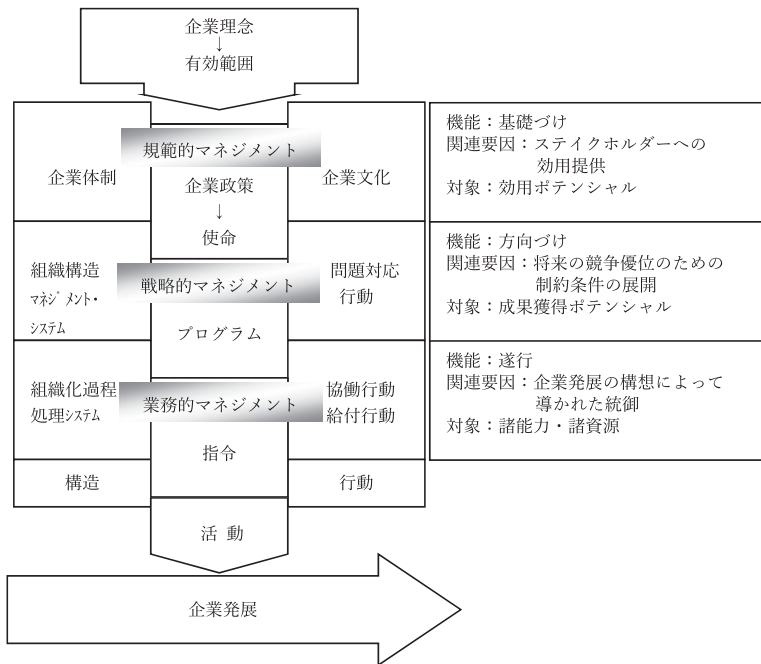 企業理念
↓
有効範囲
規範的マネジメント
企業体制
企業政策
↓
使命
企業文化
機能：基礎づけ
関連要因：ステイクホルダーへの
効用提供
対象：効用ポテンシャル
組織構造
ﾏﾈｼﾞﾒﾝﾄ・
ｼｽﾃﾑ
戦略的マネジメント
プログラム
問題対応
行動
機能：方向づけ
関連要因：将来の競争優位のための
制約条件の展開
対象：成果獲得ポテンシャル
組織化過程
処理ｼｽﾃﾑ
業務的マネジメント
指令
協働行動
給付行動
機能：遂行
関連要因：企業発展の構想によって
導かれた統御
対象：諸能力・諸資源
構造
行動
活 動
企業発展